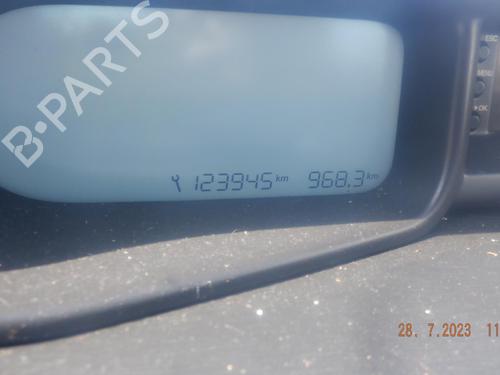 B-PARTS
ESC
MENU
OK
123945 km 968.3 km
28. 7.2023 11